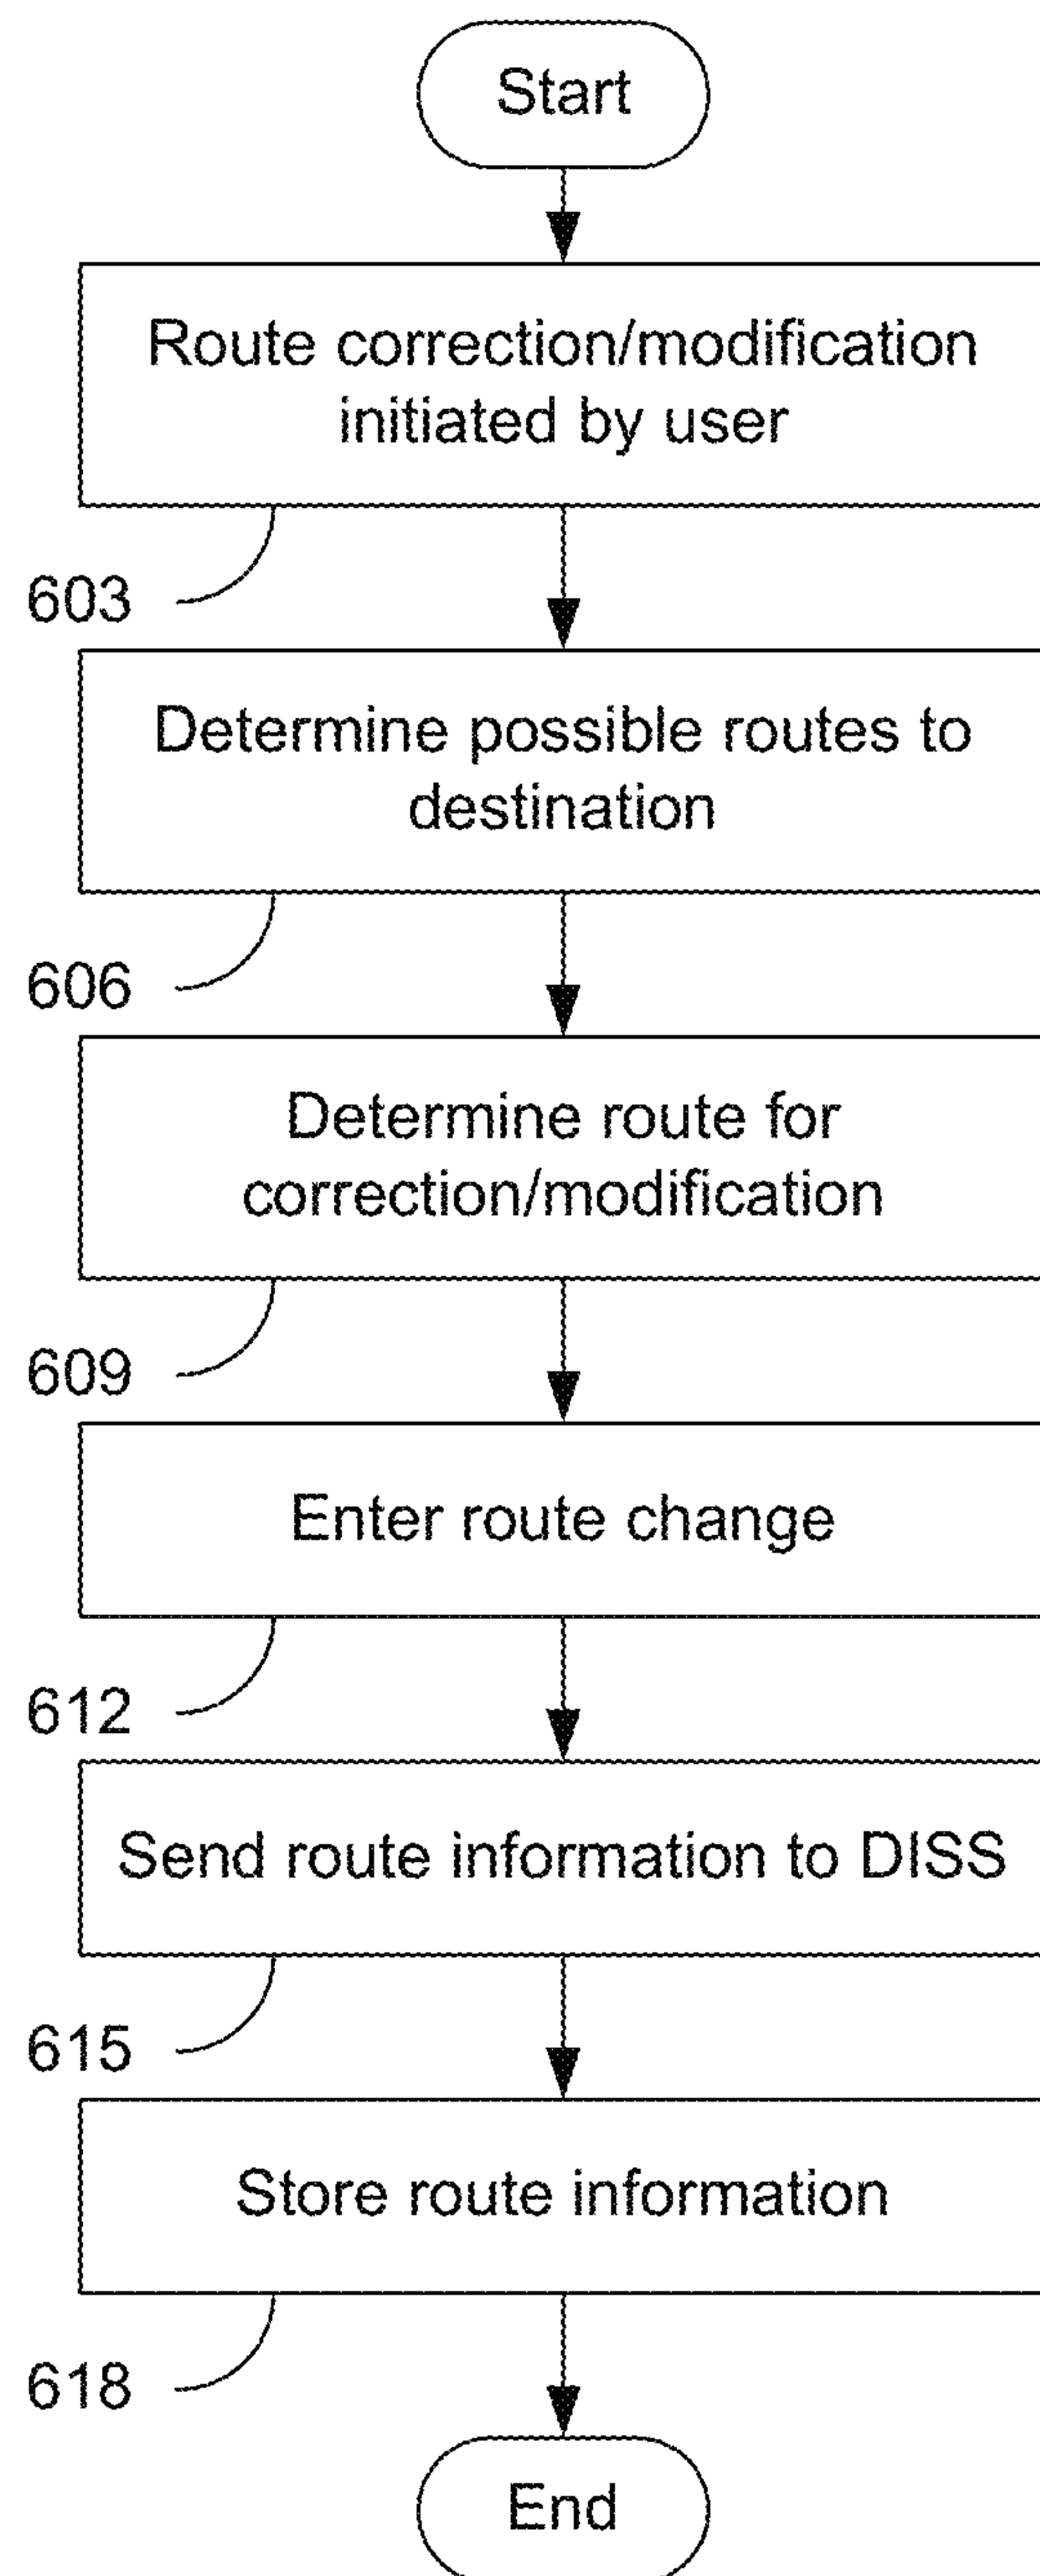 Start
Route correction/modification
initiated by user
603
Determine possible routes to
destination
606
Determine route for
correction/modification
609
Enter route change
612
Send route information to DISS
615
Store route information
618
End